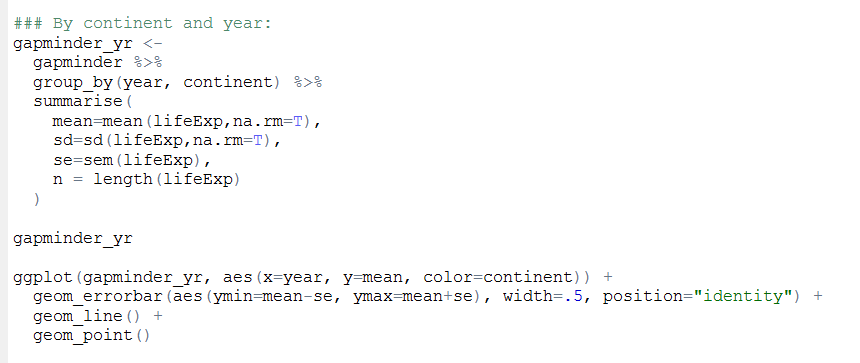 ### By continent and year:
gapminder_yr <-
  gapminder %>%
  group_by(year, continent) %>%
  summarise(
    mean=mean(lifeExp,na.rm=T),
    sd=sd(lifeExp,na.rm=T),
    se=sem(lifeExp),
    n = length(lifeExp)
  )
gapminder_yr
ggplot(gapminder_yr, aes(x=year, y=mean, color=continent)) +
  geom_errorbar(aes(ymin=mean-se, ymax=mean+se), width=.5, position="identity") +
  geom_line() +
  geom_point()